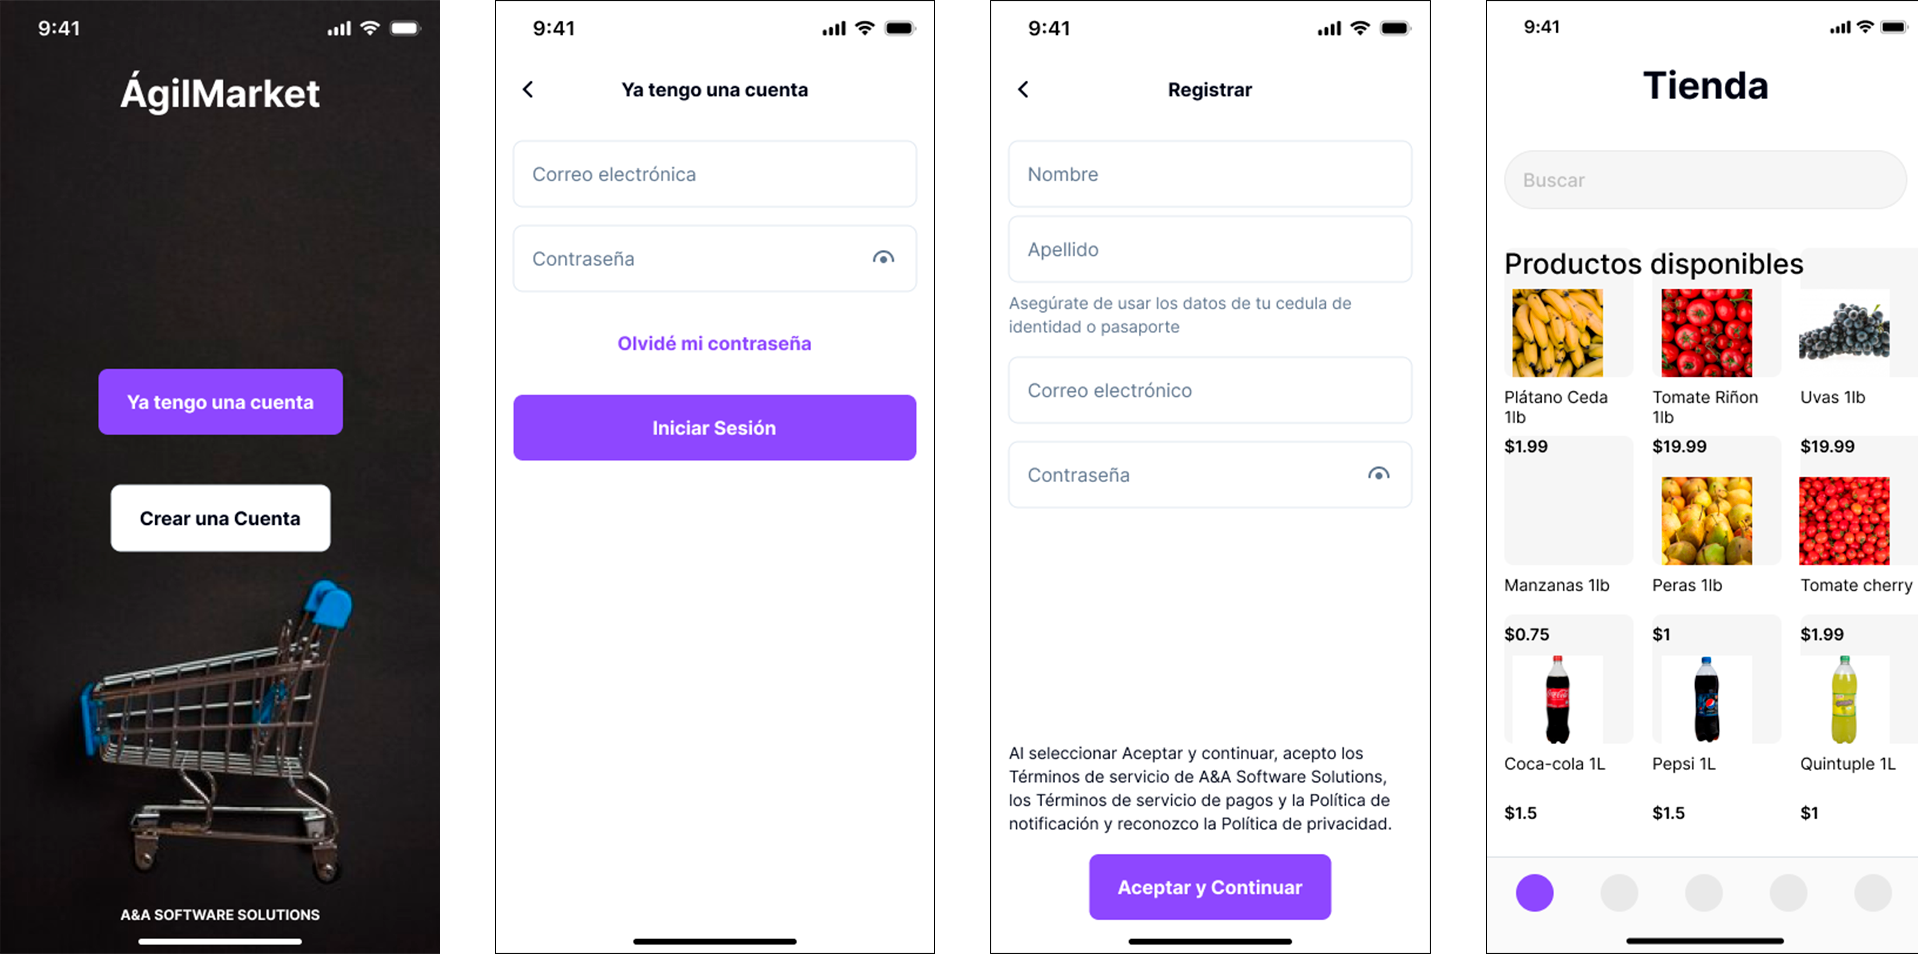 9:41
ÁgilMarket
Ya tengo una cuenta
Crear una Cuenta
A&A SOFTWARE SOLUTIONS
9:41
Ya tengo una cuenta
Correo electrónica
Contraseña
Olvidé mi contraseña
Iniciar Sesión
9:41
Registrar
Nombre
Apellido
Asegúrate de usar los datos de tu cedula de
identidad o pasaporte
Correo electrónico
Contraseña
Al seleccionar Aceptar y continuar, acepto los
Términos de servicio de A&A Software Solutions,
los Términos de servicio de pagos y la Política de
notificación y reconozco la Política de privacidad.
Aceptar y Continuar
9:41
Tienda
Buscar
Productos disponibles
Plátano Ceda
1lb
$1.99
Tomate Riñon
1lb
$19.99
Uvas 1lb
$19.99
Manzanas 1lb
$0.75
Peras 1lb
$1
Tomate cherry
$1.99
Coca-cola 1L
$1.5
Pepsi 1L
$1.5
Quintuple 1L
$1